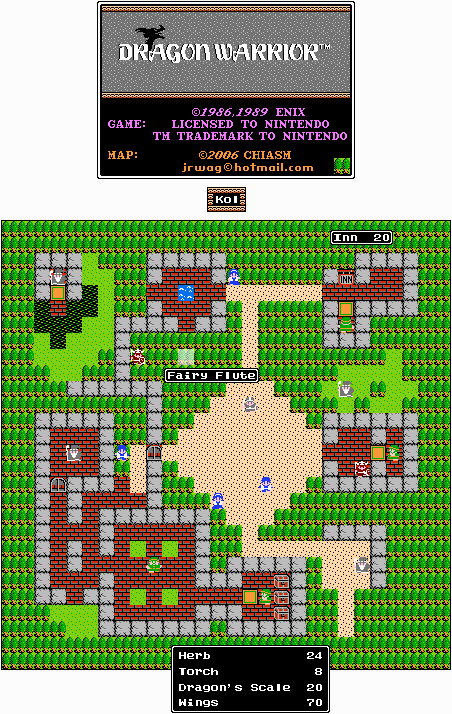 DRAGON WARRIOR™
©1986,1989 ENIX
GAME: LICENSED TO NINTENDO
TM TRADEMARK TO NINTENDO
MAP: ©2006 CHIASM
jrwag@hotmail.com
Kol
Inn 20
INN
Fairy Flute
Herb 24
Torch 8
Dragon's Scale 20
Wings 70